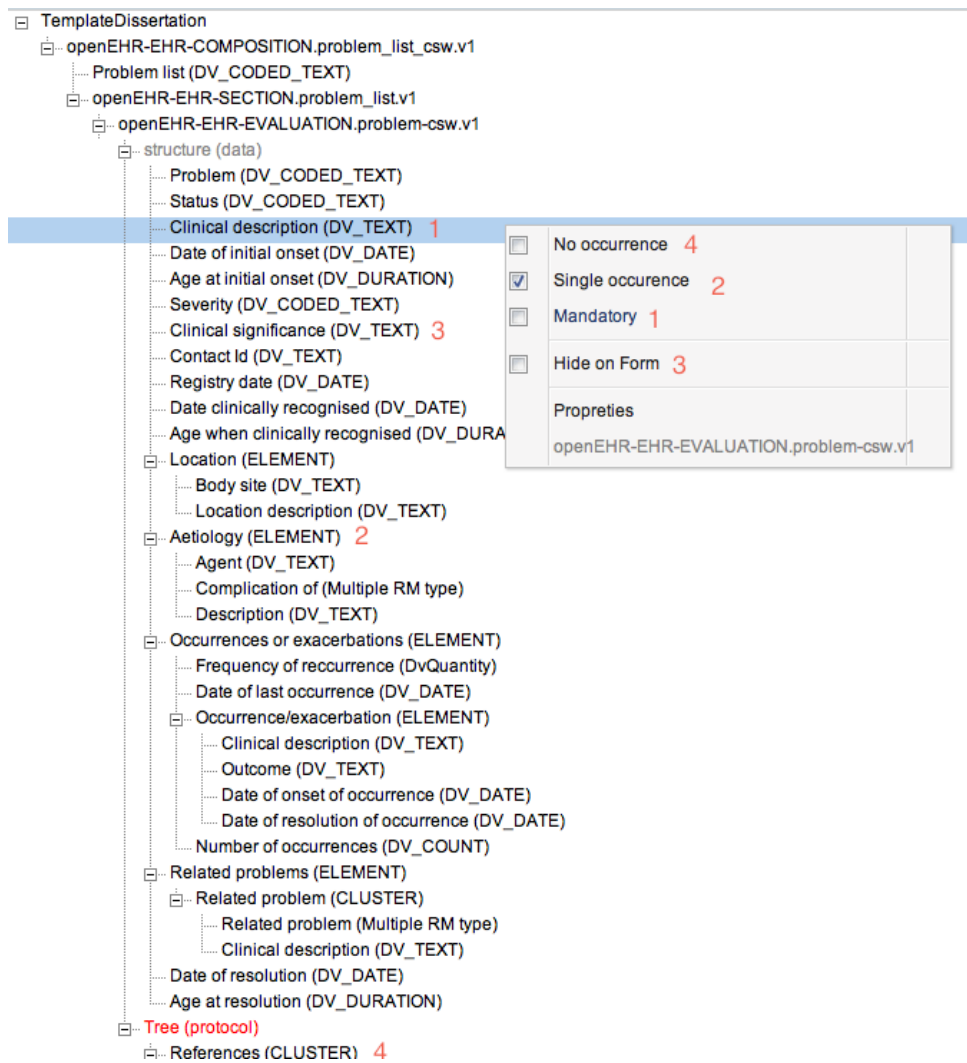 TemplateDissertation
openEHR-EHR-COMPOSITION.problem_list_csw.v1
Problem list (DV_CODED_TEXT)
openEHR-EHR-SECTION.problem_list.v1
openEHR-EHR-EVALUATION.problem-csw.v1
structure (data)
Problem (DV_CODED_TEXT)
Status (DV_CODED_TEXT)
Clinical description (DV_TEXT) 1
Date of initial onset (DV_DATE)
Age at initial onset (DV_DURATION)
Severity (DV_CODED_TEXT)
Clinical significance (DV_TEXT) 3
Contact Id (DV_TEXT)
Registry date (DV_DATE)
Date clinically recognised (DV_DATE)
Age when clinically recognised (DV_DURA
Location (ELEMENT)
Body site (DV_TEXT)
Location description (DV_TEXT)
Aetiology (ELEMENT) 2
Agent (DV_TEXT)
Complication of (Multiple RM type)
Description (DV_TEXT)
Occurrences or exacerbations (ELEMENT)
Frequency of reccurrence (DvQuantity)
Date of last occurrence (DV_DATE)
Occurrence/exacerbation (ELEMENT)
Clinical description (DV_TEXT)
Outcome (DV_TEXT)
Date of onset of occurrence (DV_DATE)
Date of resolution of occurrence (DV_DATE)
Number of occurrences (DV_COUNT)
Related problems (ELEMENT)
Related problem (CLUSTER)
Related problem (Multiple RM type)
Clinical description (DV_TEXT)
Date of resolution (DV_DATE)
Age at resolution (DV_DURATION)
Tree (protocol)
References (CLUSTER) 4
No occurrence 4
Single occurence 2
Mandatory 1
Hide on Form 3
Propreties
openEHR-EHR-EVALUATION.problem-csw.v1